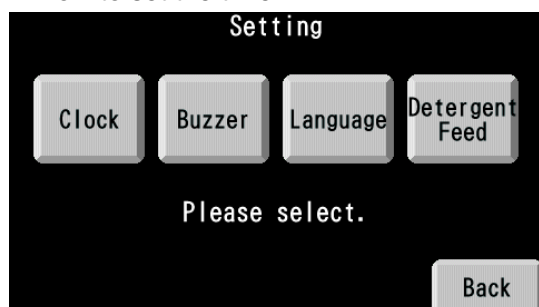 Setting
Clock
Buzzer
Language
Detergent
Feed
Please select.
Back